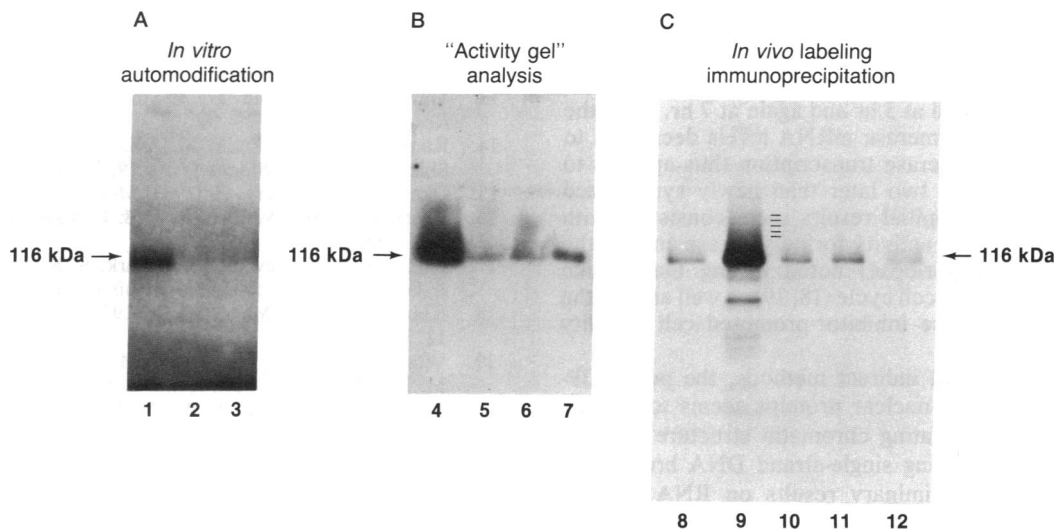 A
In vitro
automodification
116 kDa
1 2 3
B
"Activity gel"
analysis
116 kDa
4 5 6 7
C
In vivo labeling
immunoprecipitation
116 kDa
8 9 10 11 12